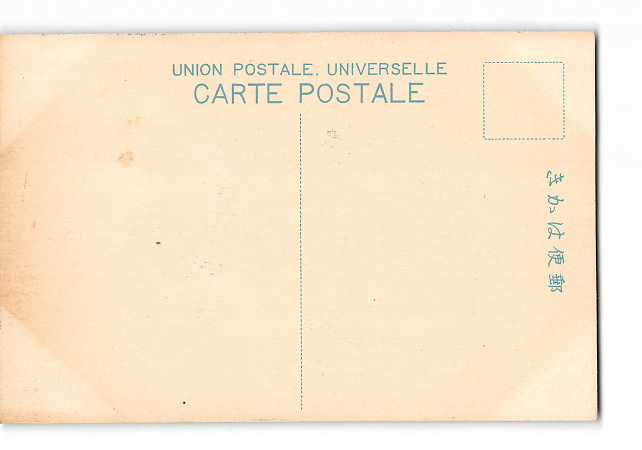 UNION POSTALE. UNIVERSELLE
CARTE POSTALE
きかは便郵